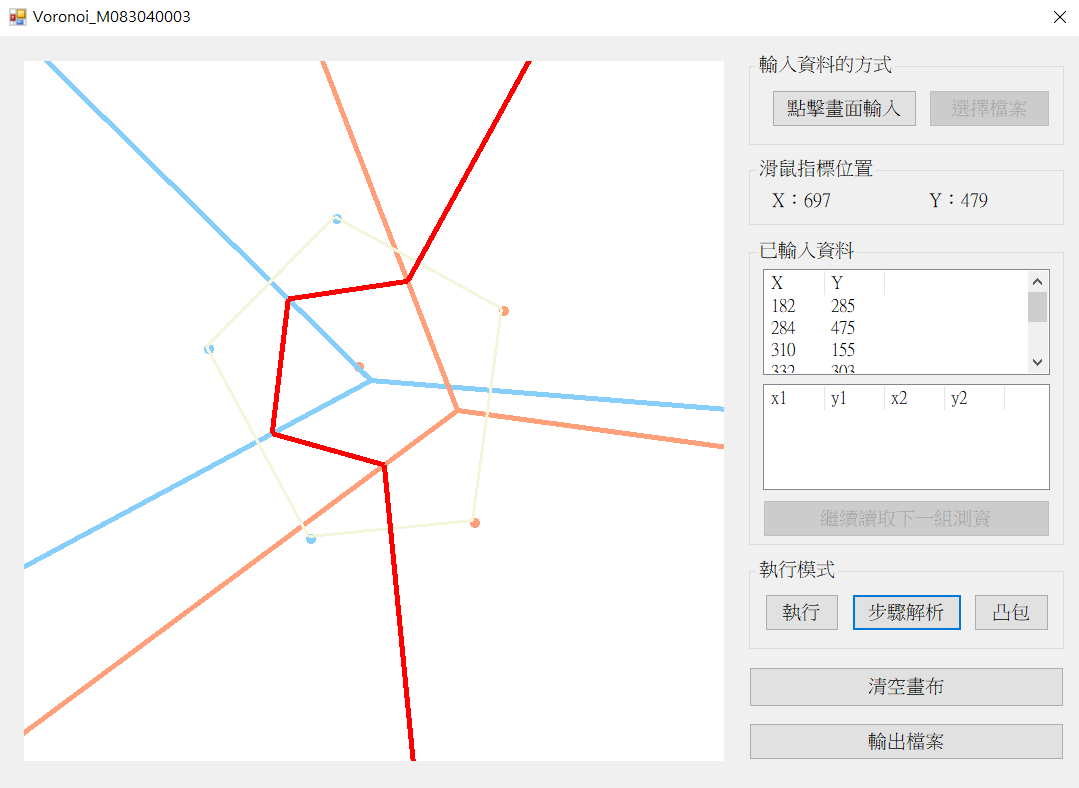 Voronoi_M083040003
輸入資料的方式
點擊畫面輸入 選擇檔案
滑鼠指標位置
X：697 Y：479
已輸入資料
X Y
182 285
284 475
310 155
332 303
x1 y1 x2 y2
繼續讀取下一組測資
執行模式
執行 步驟解析 凸包
清空畫布
輸出檔案